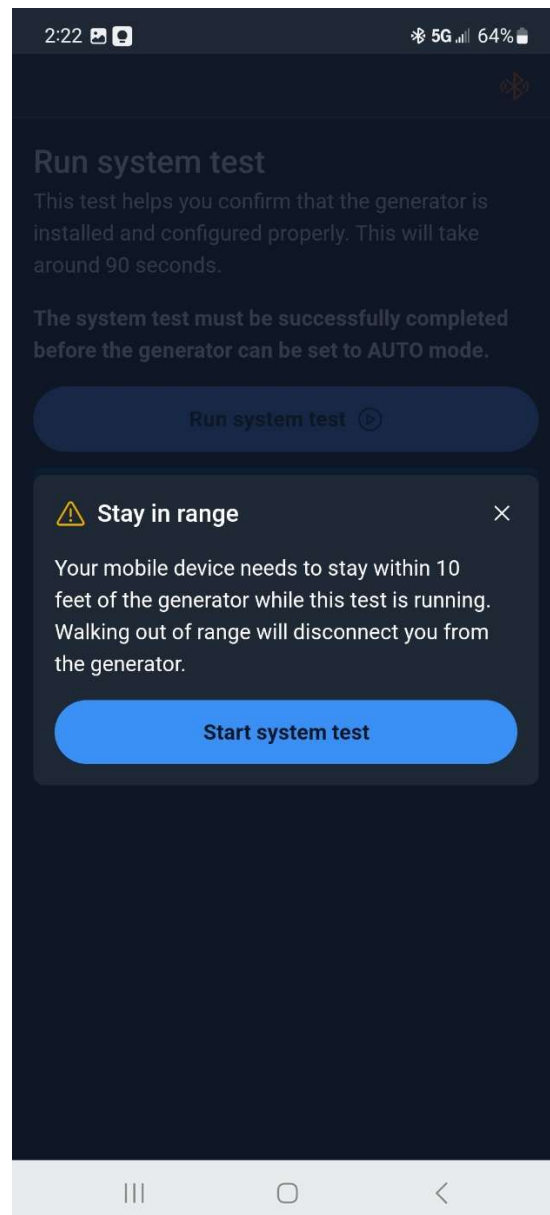 2:22
5G 64%
Run system test
This test helps you confirm that the generator is
installed and configured properly. This will take
around 90 seconds.
The system test must be successfully completed
before the generator can be set to AUTO mode.
Run system test
Stay in range
Your mobile device needs to stay within 10
feet of the generator while this test is running.
Walking out of range will disconnect you from
the generator.
Start system test